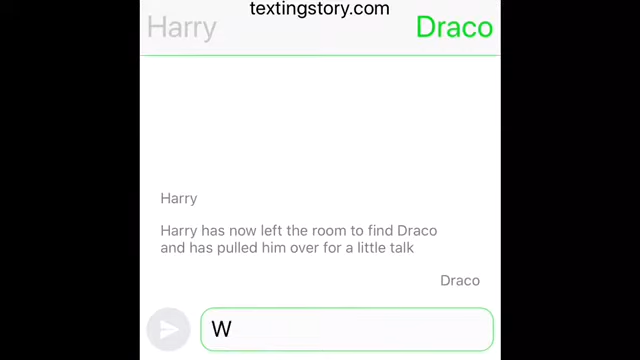 textingstory.com
Harry Draco
Harry
Harry has now left the room to find Draco
and has pulled him over for a little talk
Draco
W